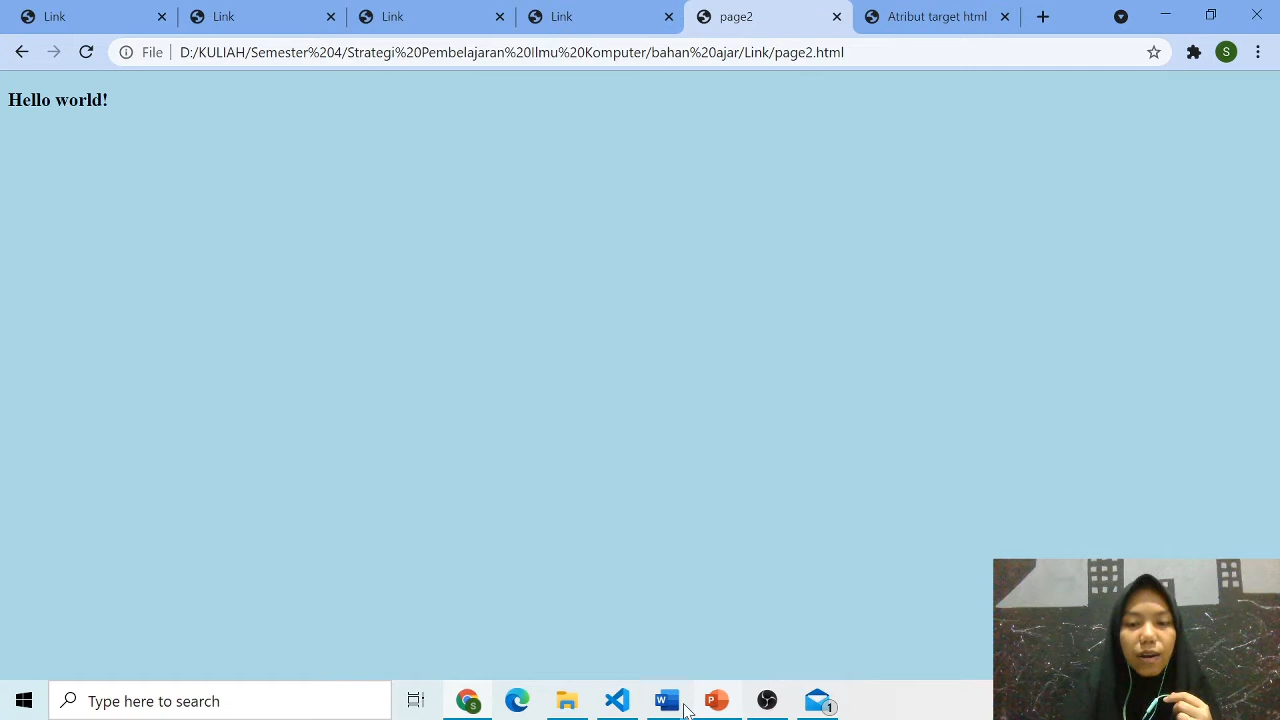 Link
Link
Link
Link
page2
Atribut target html
File
D:/KULIAH/Semester%204/Strategi%20Pembelajaran%20Ilmu%20Komputer/bahan%20ajar/Link/page2.html
S
Hello world!
Type here to search
S
W
P
1